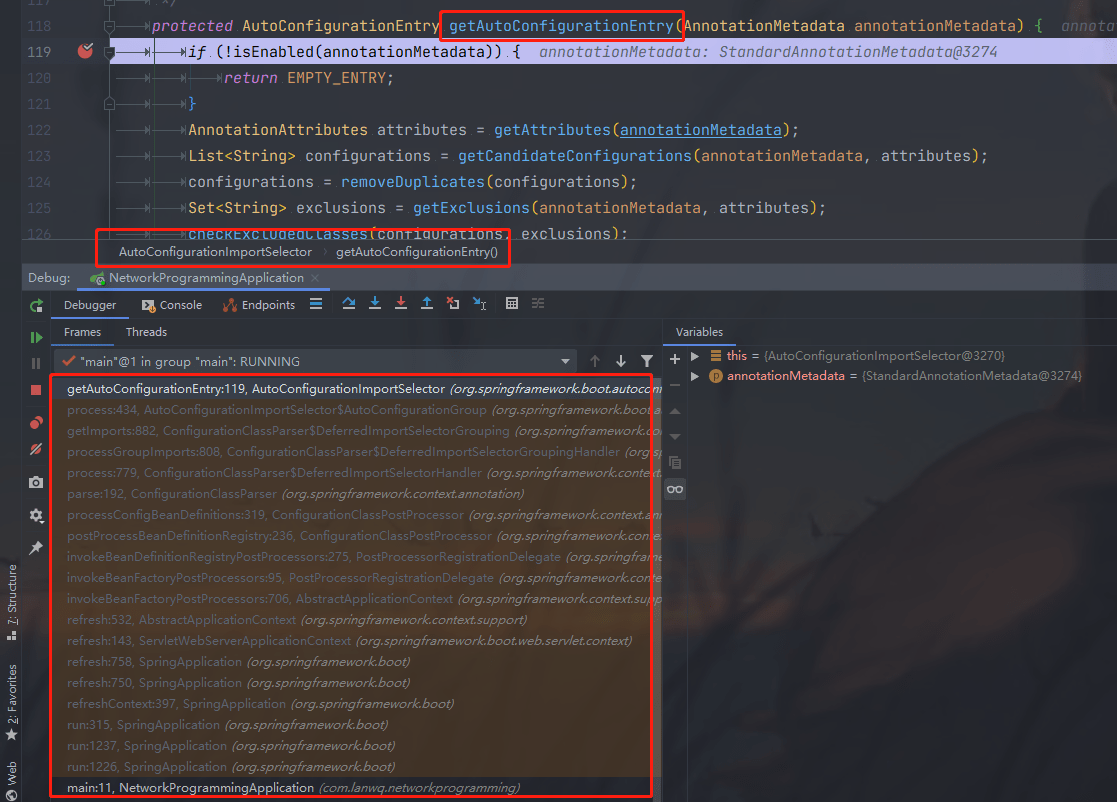 117 */
118 protected AutoConfigurationEntry getAutoConfigurationEntry(AnnotationMetadata annotationMetadata) { annota
119 if (!isEnabled(annotationMetadata)) { annotationMetadata: StandardAnnotationMetadata@3274
120 return EMPTY_ENTRY;
121 }
122 AnnotationAttributes attributes = getAttributes(annotationMetadata);
123 List<String> configurations = getCandidateConfigurations(annotationMetadata, attributes);
124 configurations = removeDuplicates(configurations);
125 Set<String> exclusions = getExclusions(annotationMetadata, attributes);
126 checkExcludedClasses(configurations, exclusions);
AutoConfigurationImportSelector › getAutoConfigurationEntry()
Debug: NetworkProgrammingApplication ×
Debugger Console Endpoints
Frames Threads
Variables
"main"@1 in group "main": RUNNING
this = {AutoConfigurationImportSelector@3270}
annotationMetadata = {StandardAnnotationMetadata@3274}
getAutoConfigurationEntry:119, AutoConfigurationImportSelector (org.springframework.boot.autocom
process:434, AutoConfigurationImportSelector$AutoConfigurationGroup (org.springframework.boot.a
getImports:882, ConfigurationClassParser$DeferredImportSelectorGrouping (org.springframework.co
processGroupImports:808, ConfigurationClassParser$DeferredImportSelectorGroupingHandler (org.sp
process:779, ConfigurationClassParser$DeferredImportSelectorHandler (org.springframework.context
parse:192, ConfigurationClassParser (org.springframework.context.annotation)
processConfigBeanDefinitions:319, ConfigurationClassPostProcessor (org.springframework.context.ann
postProcessBeanDefinitionRegistry:236, ConfigurationClassPostProcessor (org.springframework.conte
invokeBeanDefinitionRegistryPostProcessors:275, PostProcessorRegistrationDelegate (org.springfram
invokeBeanFactoryPostProcessors:95, PostProcessorRegistrationDelegate (org.springframework.conte
invokeBeanFactoryPostProcessors:706, AbstractApplicationContext (org.springframework.context.supp
refresh:532, AbstractApplicationContext (org.springframework.context.support)
refresh:143, ServletWebServerApplicationContext (org.springframework.boot.web.servlet.context)
refresh:758, SpringApplication (org.springframework.boot)
refresh:750, SpringApplication (org.springframework.boot)
refreshContext:397, SpringApplication (org.springframework.boot)
run:315, SpringApplication (org.springframework.boot)
run:1237, SpringApplication (org.springframework.boot)
run:1226, SpringApplication (org.springframework.boot)
main:11, NetworkProgrammingApplication (com.lanwq.networkprogramming)
7: Structure
2: Favorites
Web